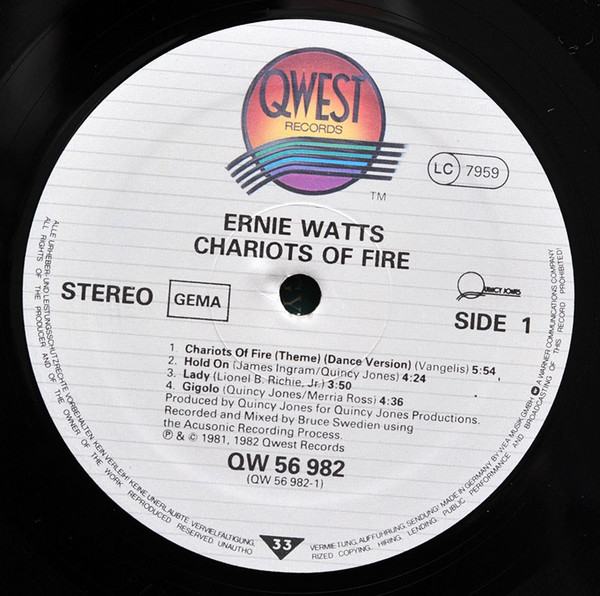 QWEST
RECORDS
TM
LC 7959
ERNIE WATTS
CHARIOTS OF FIRE
STEREO
GEMA
QUINCY JONES
SIDE 1
1. Chariots Of Fire (Theme) (Dance Version) (Vangelis) 5:54
2. Hold On (James Ingram/Quincy Jones) 4:24
3. Lady (Lionel B. Richie, Jr.) 3:50
4. Gigolo (Quincy Jones/Merria Ross) 4:36
Produced by Quincy Jones for Quincy Jones Productions.
Recorded and Mixed by Bruce Swedien using
the Acusonic Recording Process.
℗ & © 1981, 1982 Qwest Records
QW 56 982
(QW 56 982-1)
33
ALLE URHEBER- UND LEISTUNGSSCHUTZRECHTE VORBEHALTEN KEIN VERLEIH! KEINE UNERLAUBTE VERVIELFÄLTIGUNG, VERMIETUNG, AUFFÜHRUNG, SENDUNG! MADE IN GERMANY BY WEA MUSIK GMBH A WARNER COMMUNICATIONS COMPANY
ALL RIGHTS OF THE PRODUCER AND OF THE OWNER OF THE WORK REPRODUCED RESERVED UNAUTHORIZED COPYING, HIRING, LENDING, PUBLIC PERFORMANCE AND BROADCASTING OF THIS RECORD PROHIBITED!